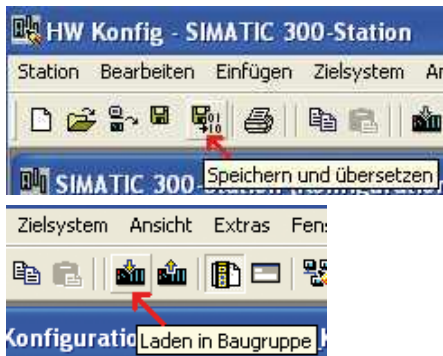 HW Konfig - SIMATIC 300-Station
Station Bearbeiten Einfügen Zielsystem
Speichern und übersetzen
SIMATIC 300-
Zielsystem Ansicht Extras
Laden in Baugruppe